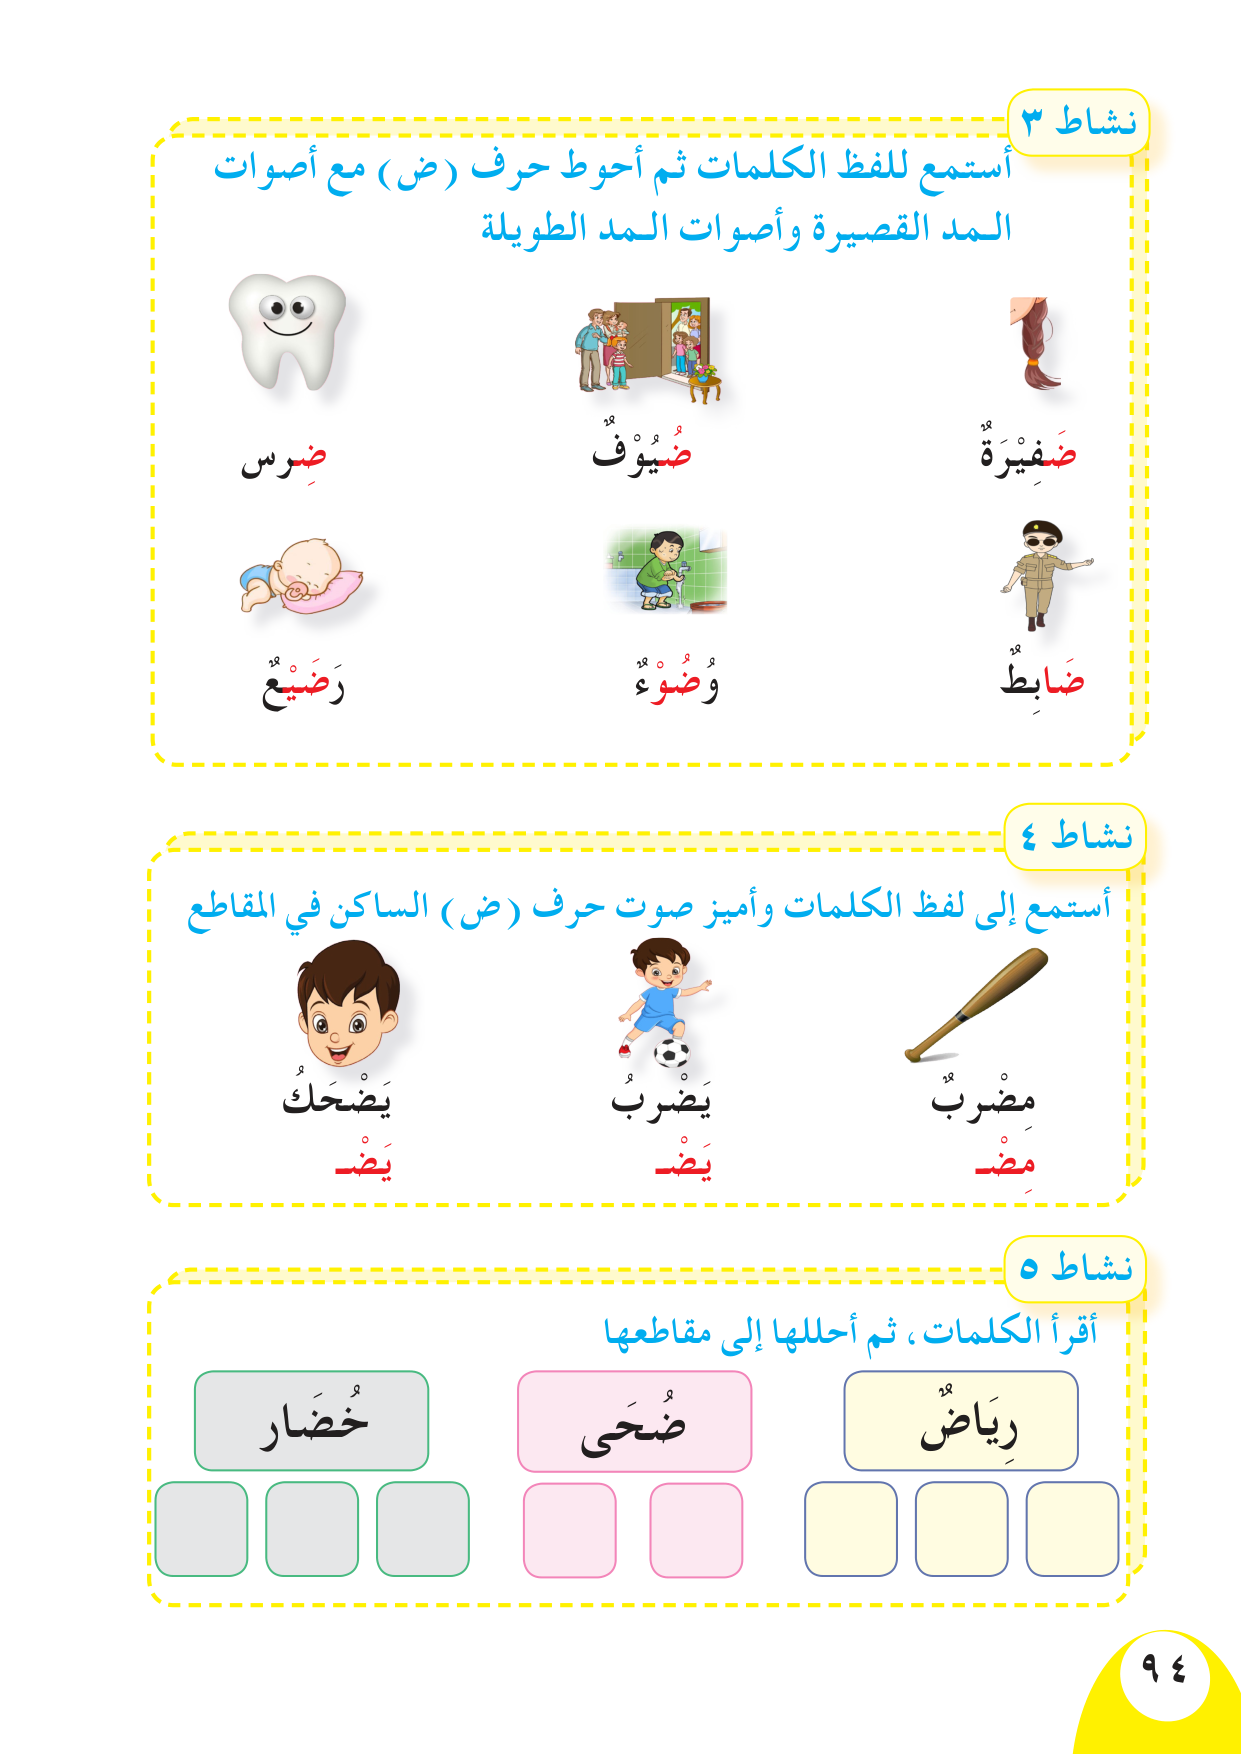 نشاط ٣
أستمع للفظ الكلمات ثم أحوط حرف (ض) مع أصوات
المد القصيرة وأصوات المد الطويلة
ضَفِيْرَةٌ ضُيُوْفٌ ضِرس
ضَابِطٌ وُضُوْءٌ رَضَيْعٌ
نشاط ٤
أستمع إلى لفظ الكلمات وأميز صوت حرف (ض) الساكن في المقاطع
مِضْربٌ يَضْربُ يَضْحَكُ
مِضْـ يَضْـ يَضْـ
نشاط ٥
أقرأ الكلمات، ثم أحللها إلى مقاطعها
رِيَاضٌ ضُحَى خُضَار
٩٤